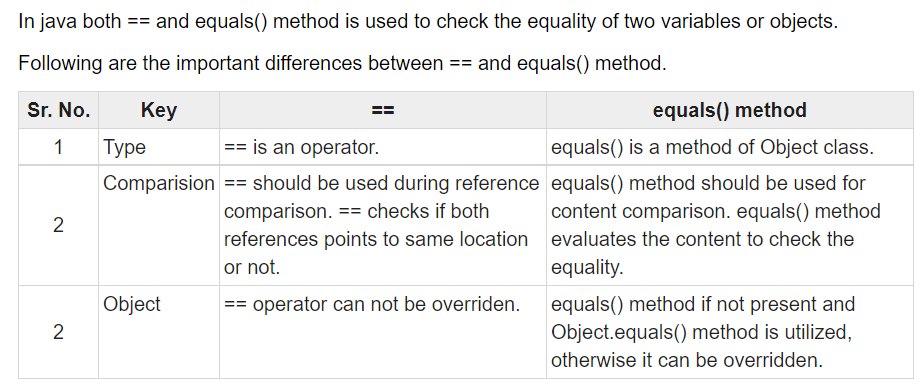 In java both == and equals() method is used to check the equality of two variables or objects.
Following are the important differences between == and equals() method.
Sr. No. Key == equals() method
1 Type == is an operator. equals() is a method of Object class.
2 Comparision == should be used during reference comparison. == checks if both references points to same location or not. equals() method should be used for content comparison. equals() method evaluates the content to check the equality.
2 Object == operator can not be overriden. equals() method if not present and Object.equals() method is utilized, otherwise it can be overridden.